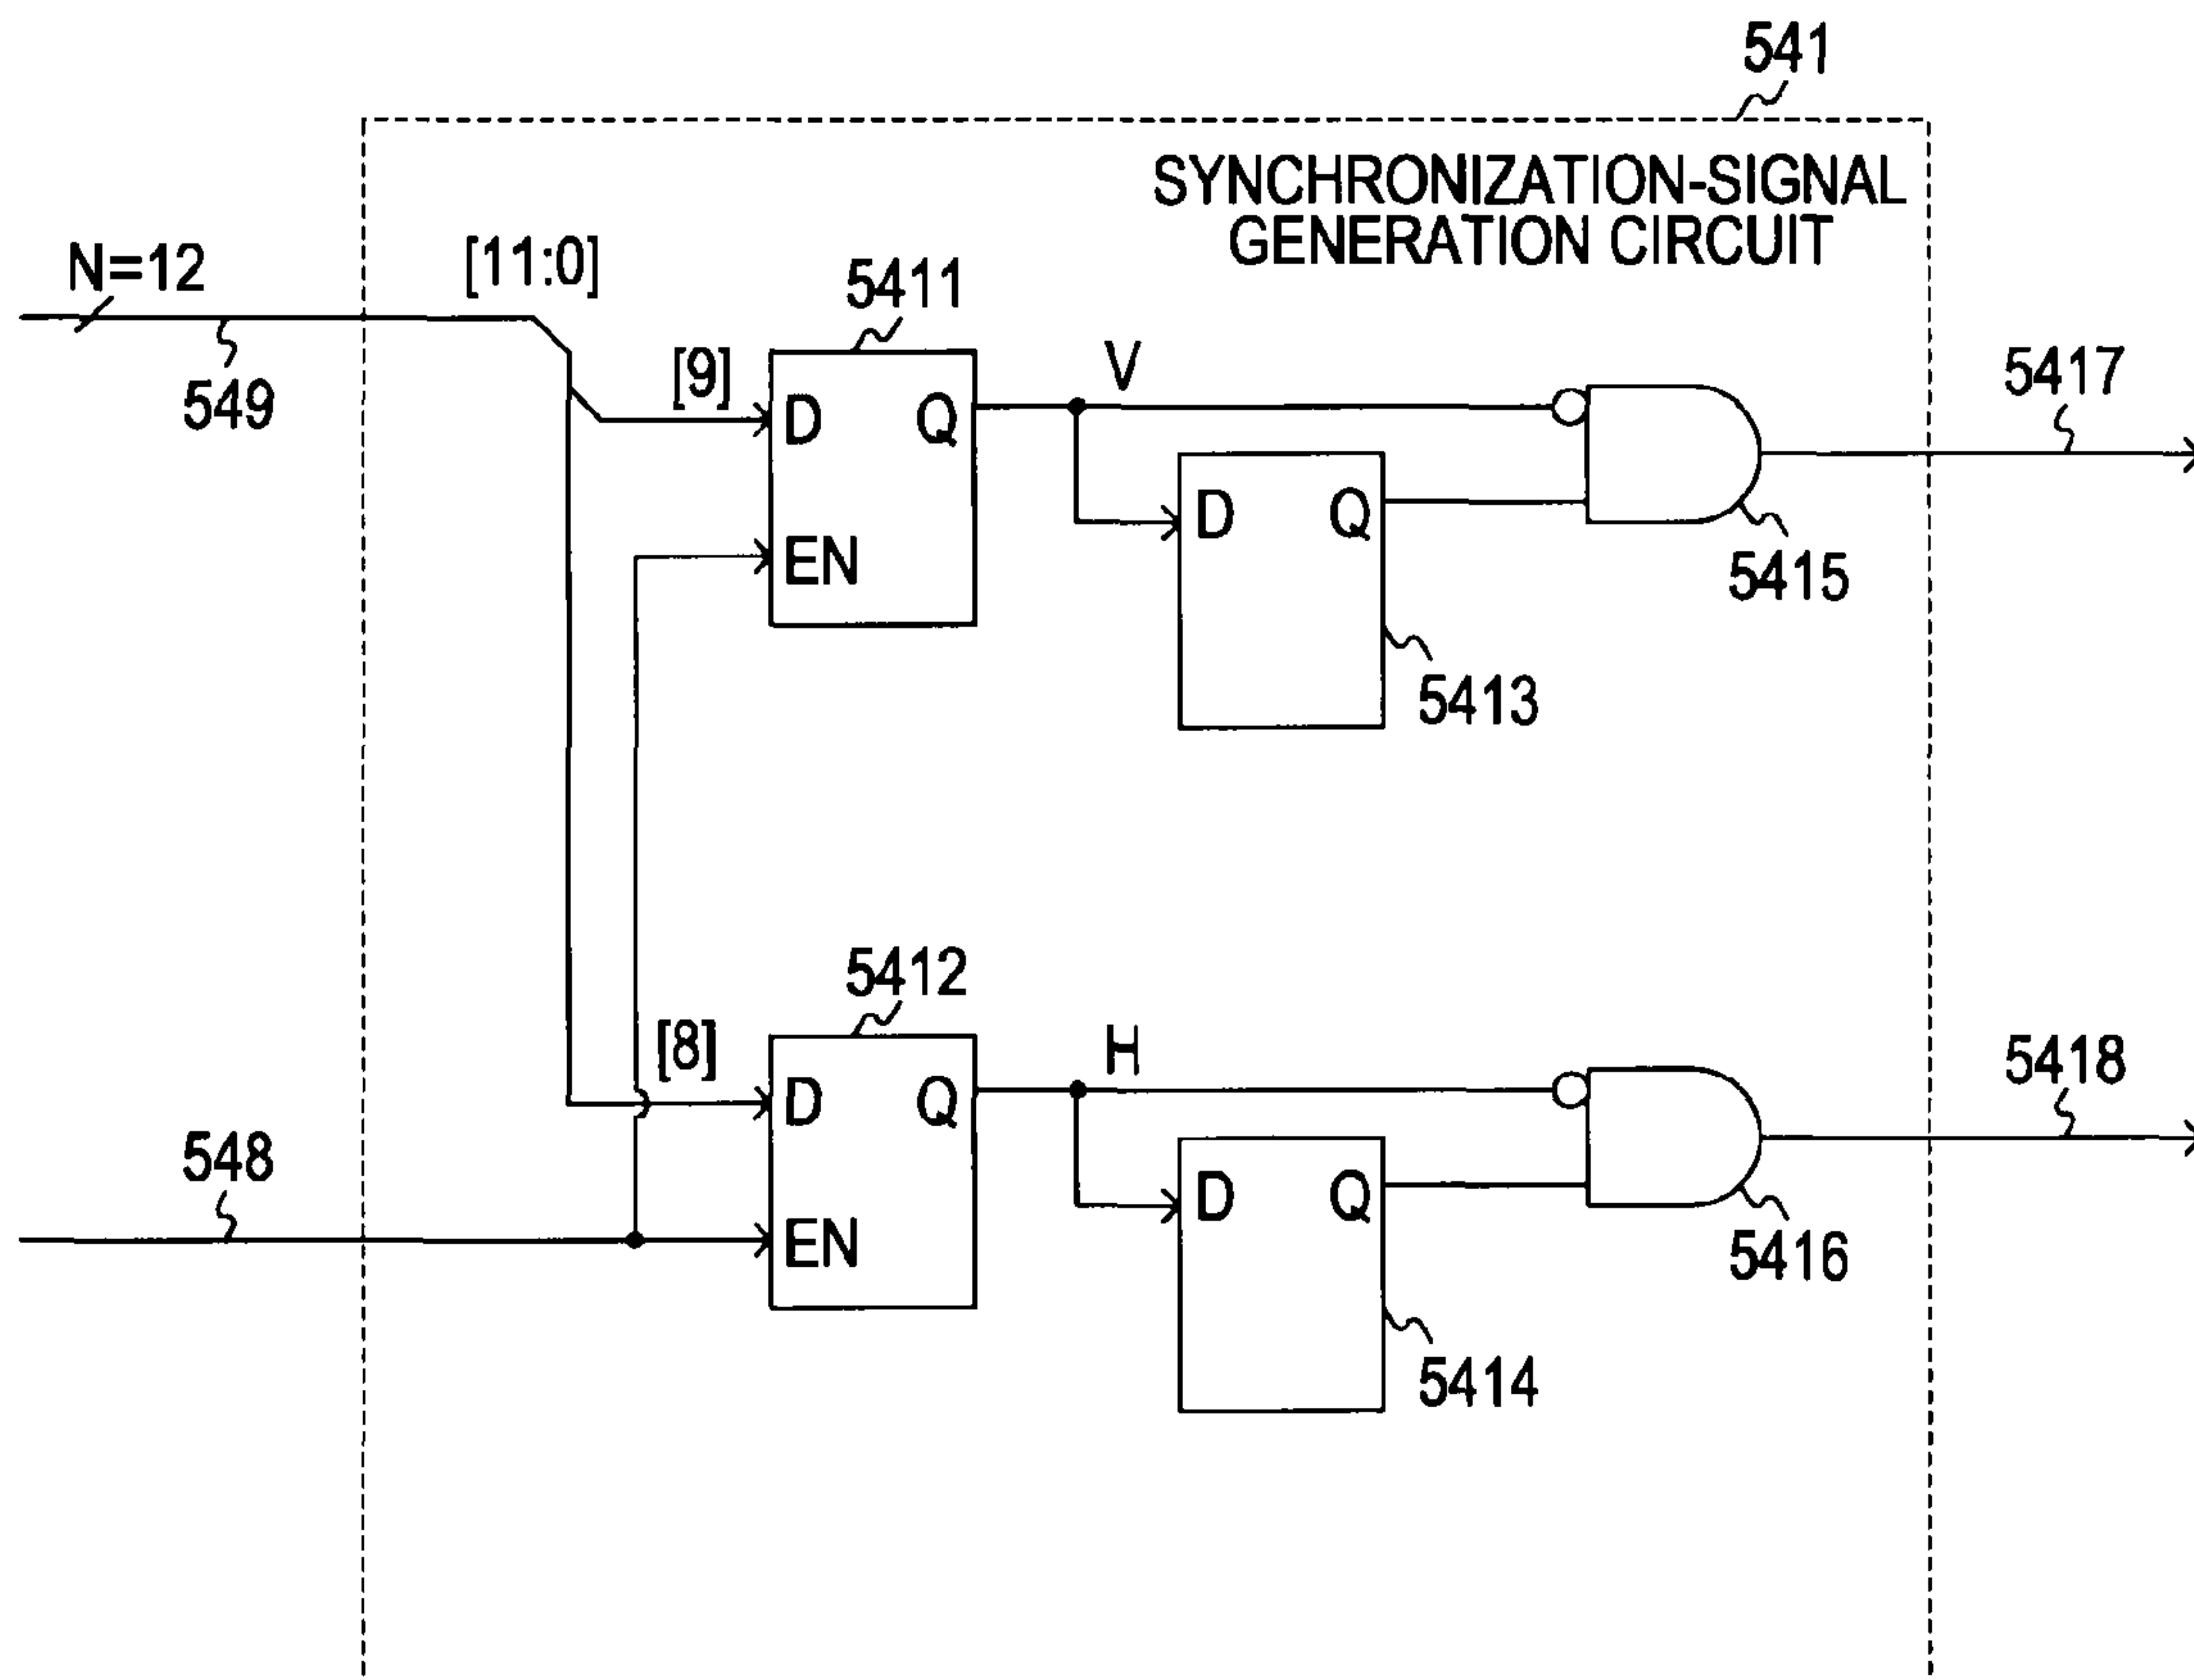 541
SYNCHRONIZATION-SIGNAL
GENERATION CIRCUIT
N=12
[11:0]
549
5411
[9]
D
Q
EN
V
D
Q
5413
5415
5417
5412
[8]
D
Q
EN
H
D
Q
5414
5416
5418
548